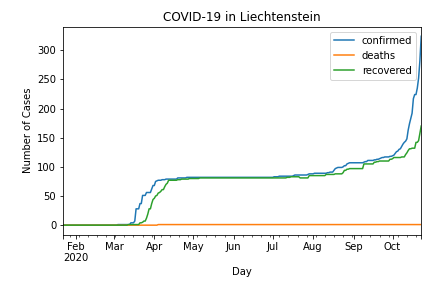 COVID-19 in Liechtenstein
confirmed
deaths
recovered
Number of Cases
300
250
200
150
100
50
0
Feb Mar Apr May Jun Jul Aug Sep Oct
2020
Day